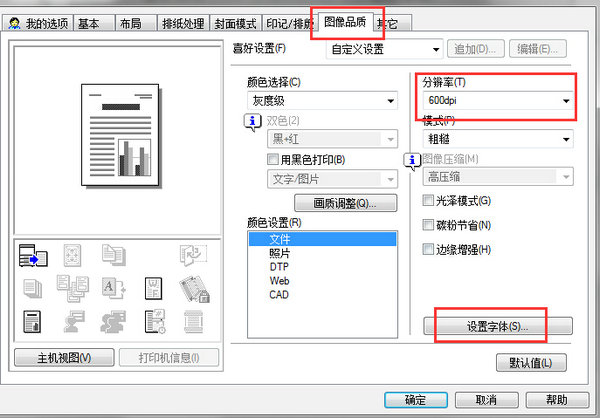 我的选项 基本 布局 排纸处理 封面模式 印记/排版 图像品质 其它
喜好设置(F) 自定义设置 追加(D)... 编辑(E)...
颜色选择(C)
灰度级
双色(2)
黑+红
用黑色打印(B)
文字/图片
画质调整(Q)...
颜色设置(R)
文件
照片
DTP
Web
CAD
分辨率(T)
600dpi
模式(P)
粗糙
图像压缩(M)
高压缩
光泽模式(G)
碳粉节省(N)
边缘增强(H)
设置字体(S)...
主机视图(V) 打印机信息(I)
默认值(L)
确定 取消 帮助